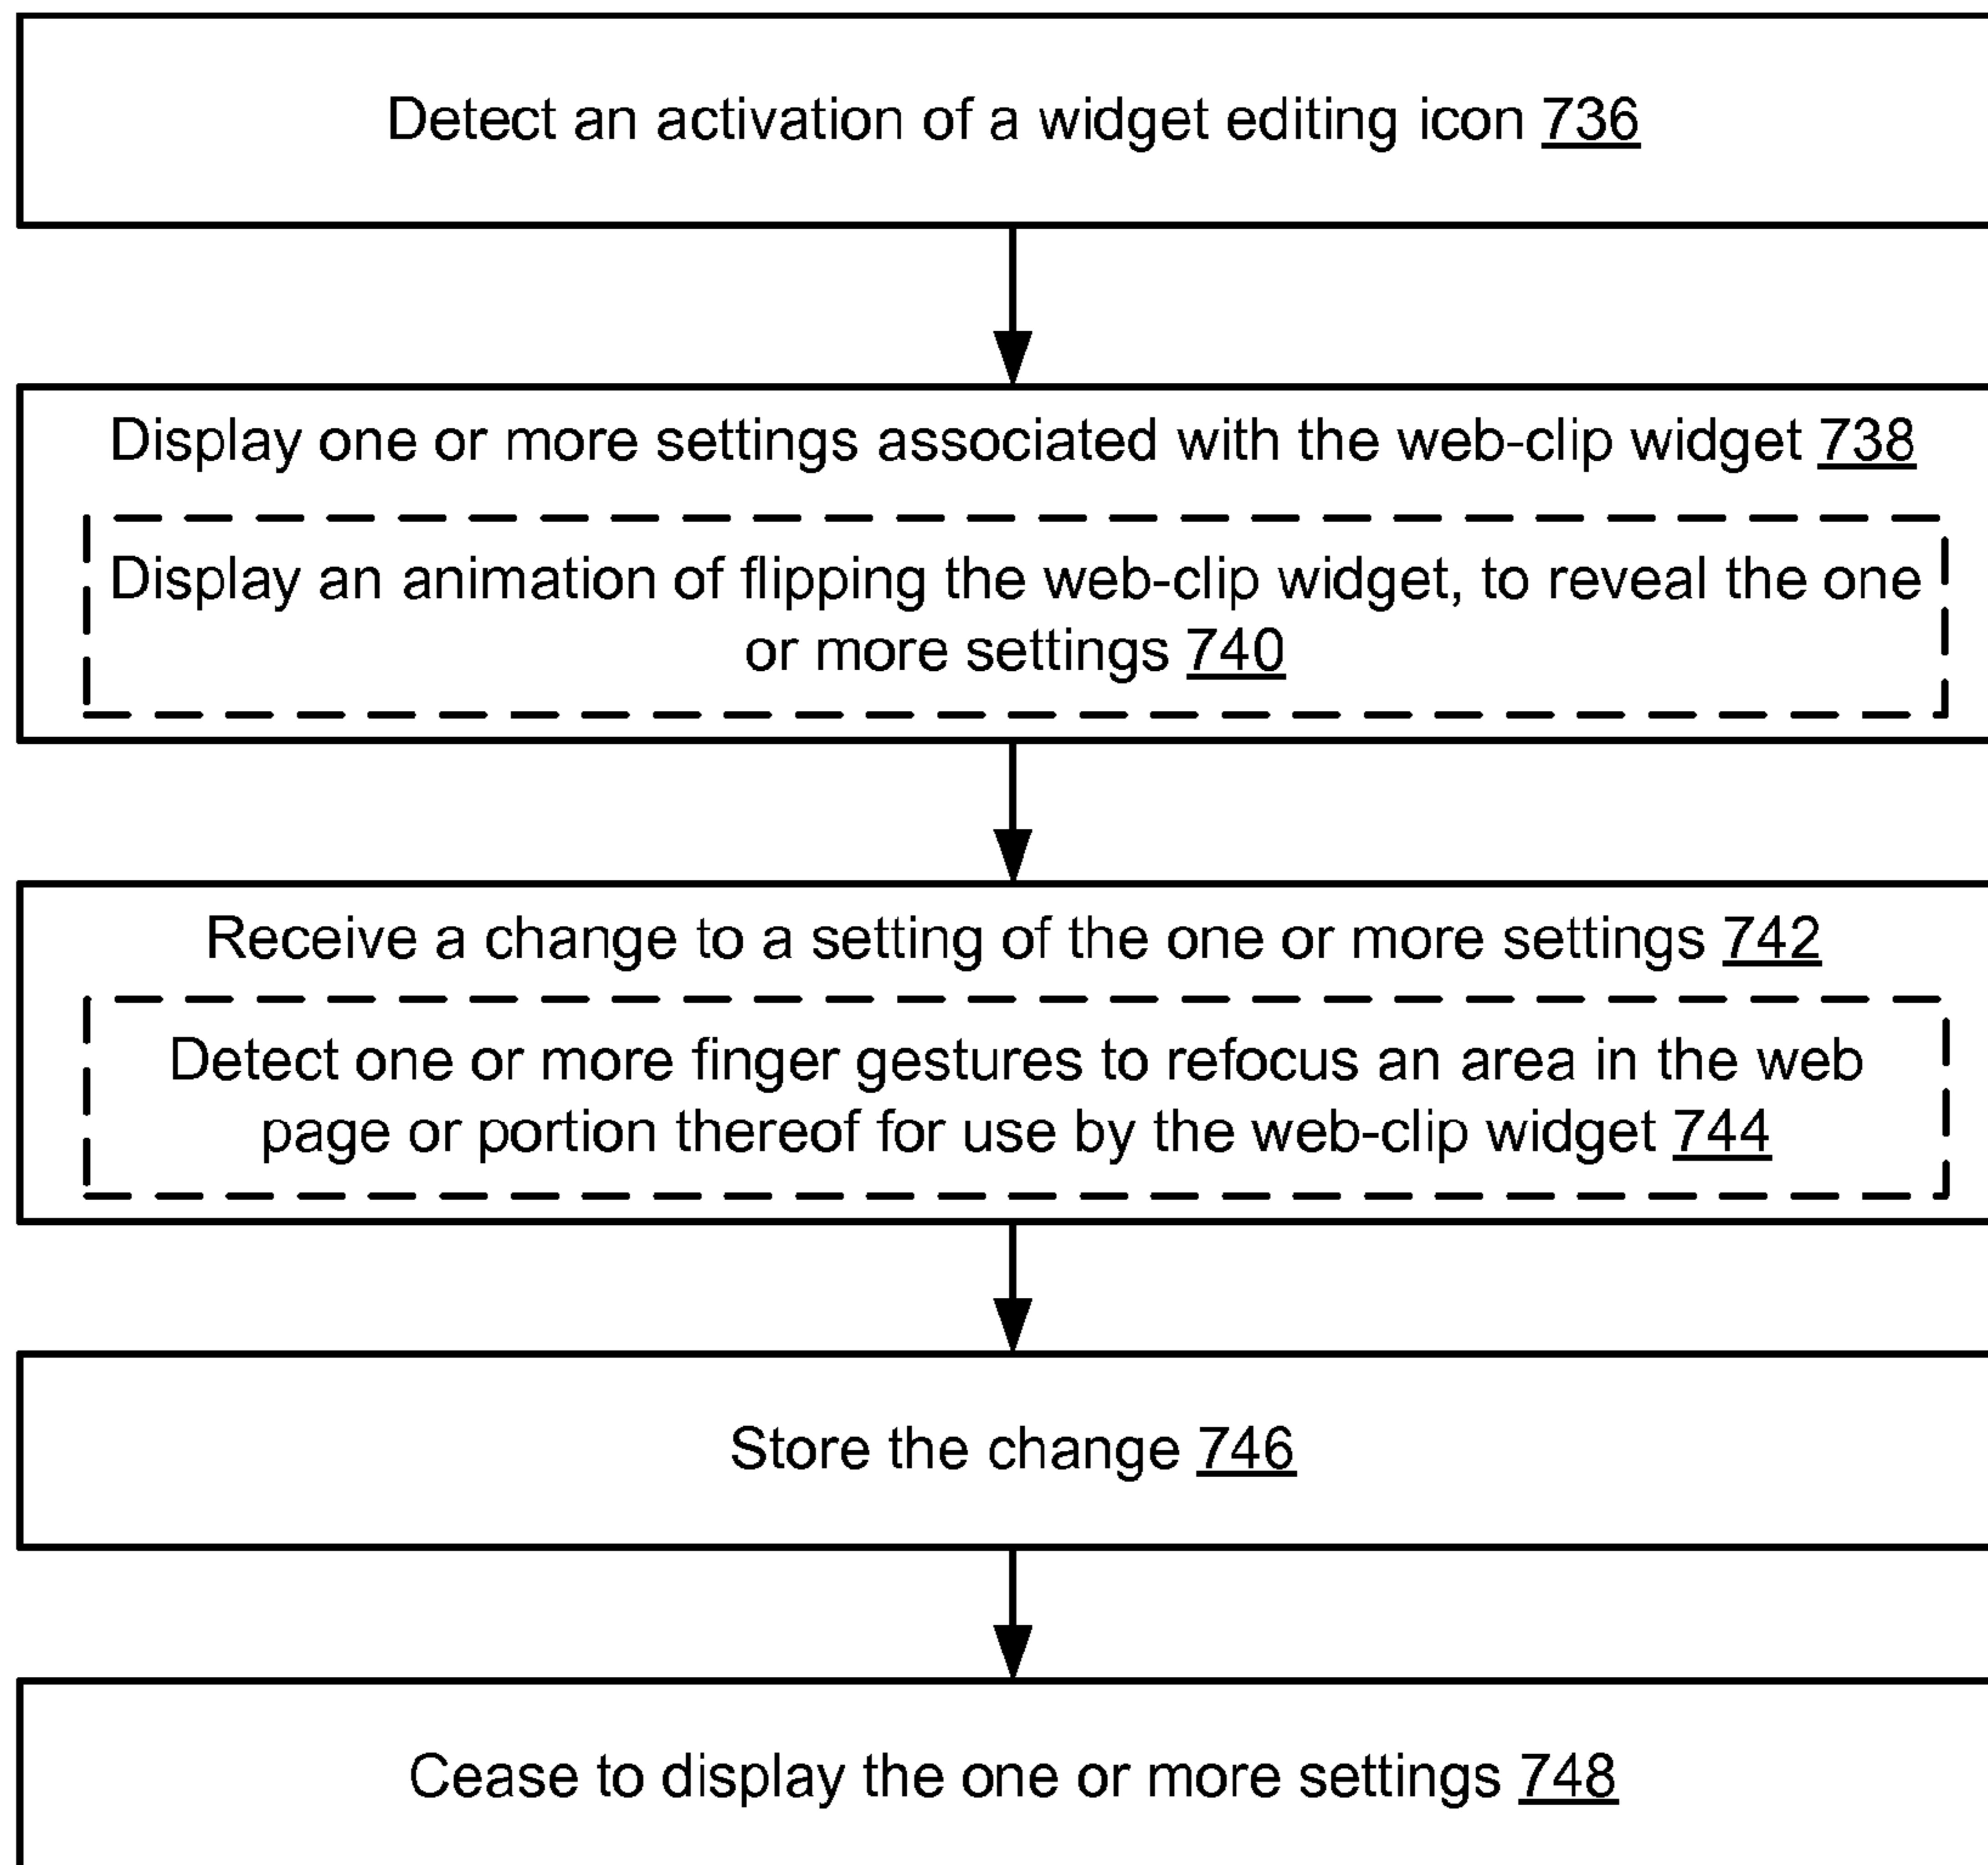 Detect an activation of a widget editing icon 736
Display one or more settings associated with the web-clip widget 738
Display an animation of flipping the web-clip widget, to reveal the one
or more settings 740
Receive a change to a setting of the one or more settings 742
Detect one or more finger gestures to refocus an area in the web
page or portion thereof for use by the web-clip widget 744
Store the change 746
Cease to display the one or more settings 748